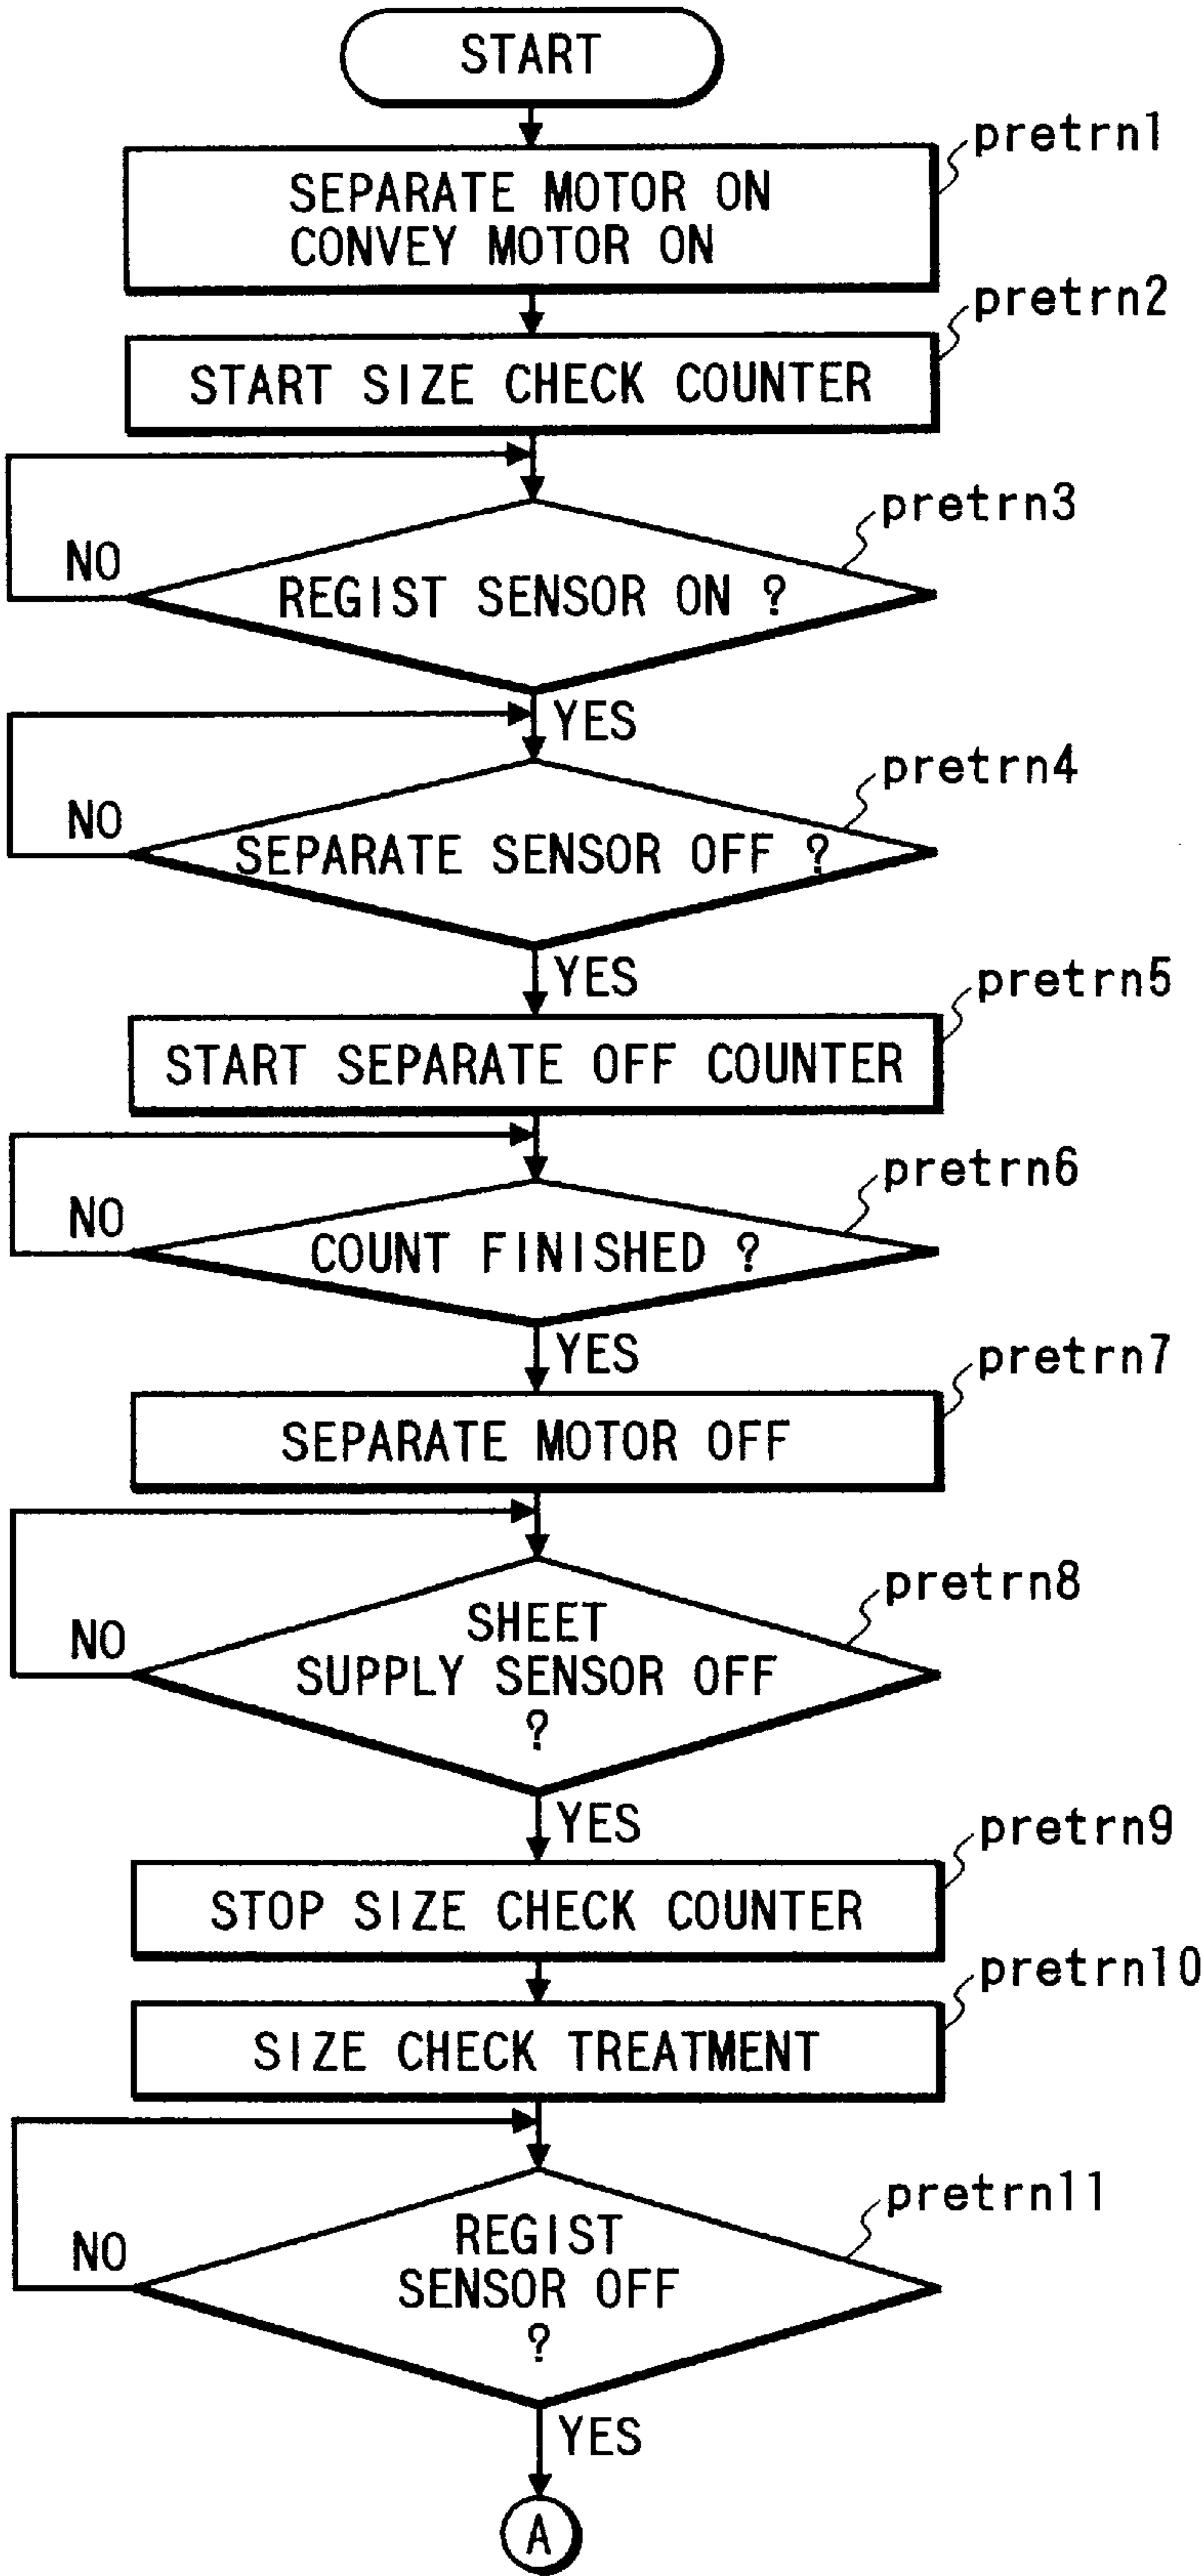 START
pretrn1
SEPARATE MOTOR ON
CONVEY MOTOR ON
pretrn2
START SIZE CHECK COUNTER
pretrn3
NO
REGIST SENSOR ON ?
YES
pretrn4
NO
SEPARATE SENSOR OFF ?
YES
pretrn5
START SEPARATE OFF COUNTER
pretrn6
NO
COUNT FINISHED ?
YES
pretrn7
SEPARATE MOTOR OFF
pretrn8
NO
SHEET
SUPPLY SENSOR OFF
?
YES
pretrn9
STOP SIZE CHECK COUNTER
pretrn10
SIZE CHECK TREATMENT
pretrn11
NO
REGIST
SENSOR OFF
?
YES
A